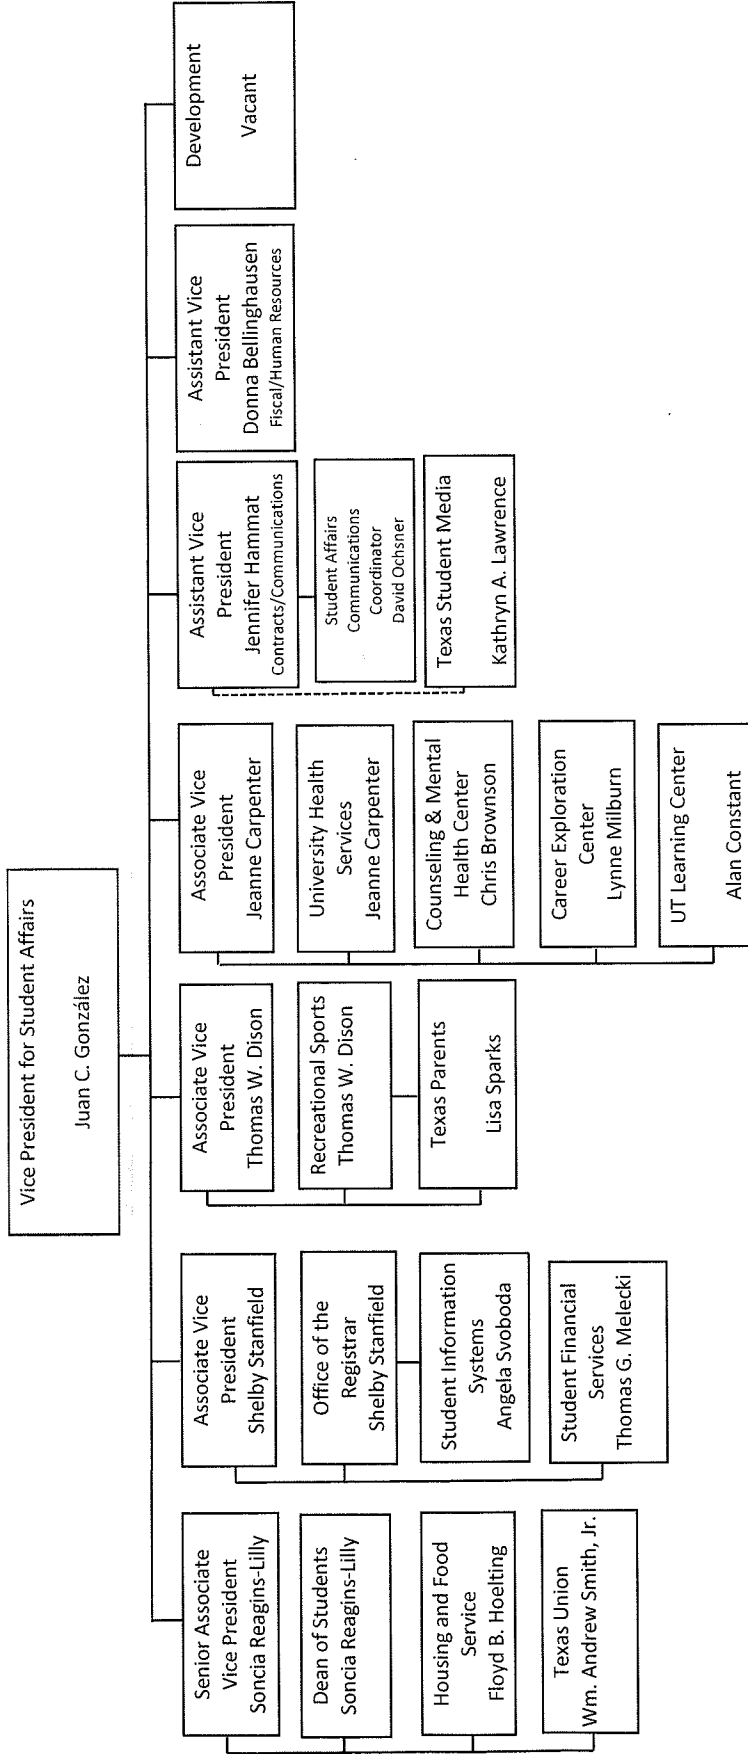 Vice President for Student Affairs
Juan C. González
Senior Associate
Vice President
Soncia Reagins-Lilly
Dean of Students
Soncia Reagins-Lilly
Housing and Food
Service
Floyd B. Hoelting
Texas Union
Wm. Andrew Smith, Jr.
Associate Vice
President
Shelby Stanfield
Office of the
Registrar
Shelby Stanfield
Student Information
Systems
Angela Svoboda
Student Financial
Services
Thomas G. Melecki
Associate Vice
President
Thomas W. Dison
Recreational Sports
Thomas W. Dison
Texas Parents
Lisa Sparks
Associate Vice
President
Jeanne Carpenter
University Health
Services
Jeanne Carpenter
Counseling & Mental
Health Center
Chris Brownson
Career Exploration
Center
Lynne Milburn
UT Learning Center
Alan Constant
Assistant Vice
President
Jennifer Hammat
Contracts/Communications
Student Affairs
Communications
Coordinator
David Ochsner
Texas Student Media
Kathryn A. Lawrence
Assistant Vice
President
Donna Bellinghausen
Fiscal/Human Resources
Development
Vacant